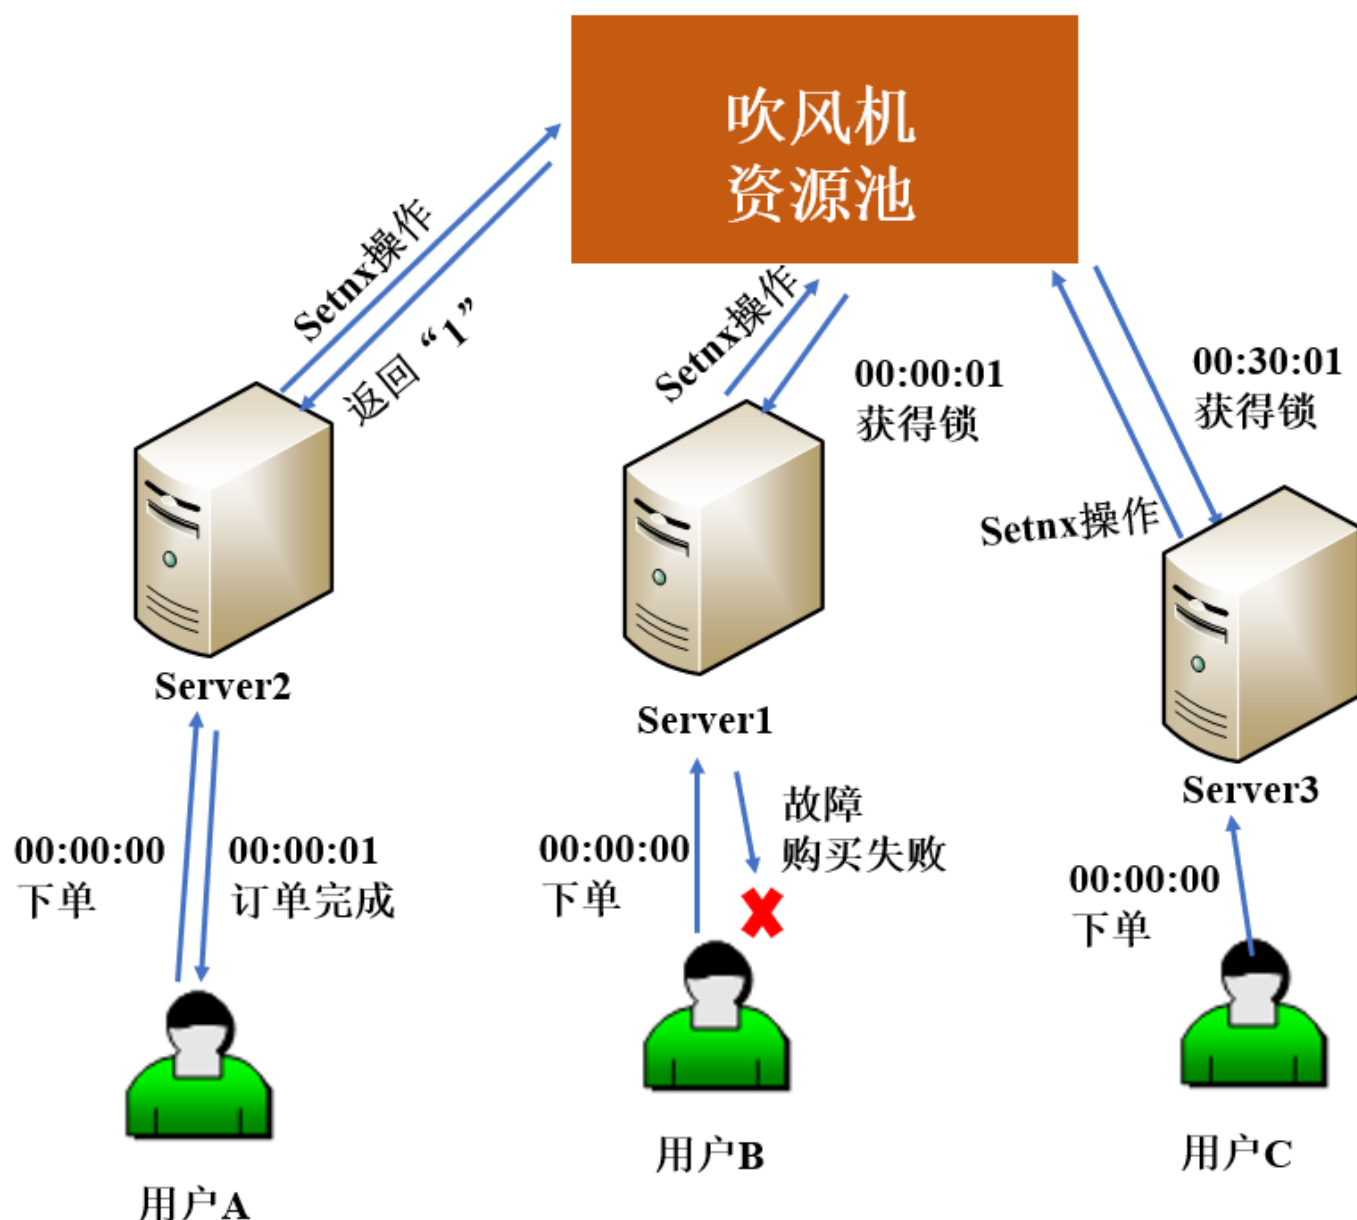 吹风机
资源池
Setnx操作
返回“1”
Setnx操作
00:00:01
获得锁
00:30:01
获得锁
Setnx操作
Server2
Server1
Server3
00:00:00
下单
00:00:01
订单完成
00:00:00
下单
故障
购买失败
00:00:00
下单
用户A
用户B
用户C